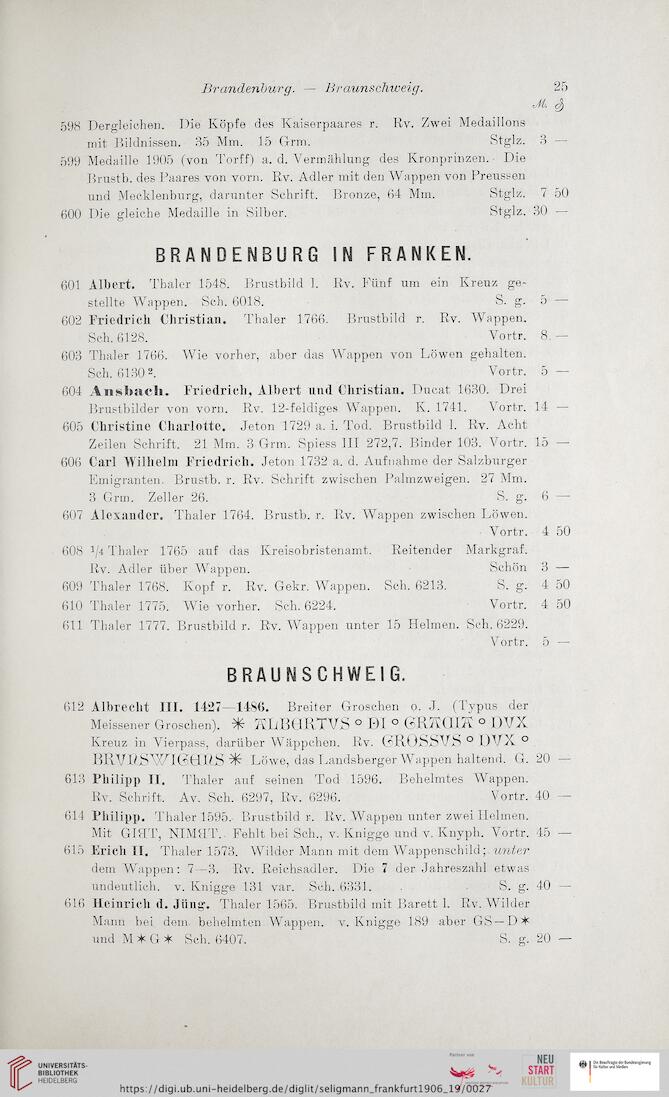 Brandenburg. — Braunschweig. 25
ℳ. ₰
598 Dergleichen. Die Köpfe des Kaiserpaares r. Rv. Zwei Medaillons
mit Bildnissen. 35 Mm. 15 Grm. Stglz. 3 —
599 Medaille 1905 (von Torff) a. d. Vermählung des Kronprinzen. Die
Brustb. des Paares von vorn. Rv. Adler mit den Wappen von Preussen
und Mecklenburg, darunter Schrift. Bronze, 64 Mm. Stglz. 7 50
600 Die gleiche Medaille in Silber. Stglz. 30 —
BRANDENBURG IN FRANKEN.
601 Albert. Thaler 1548. Brustbild l. Rv. Fünf um ein Kreuz ge-
stellte Wappen. Sch. 6018. S. g. 5 —
602 Friedrich Christian. Thaler 1766. Brustbild r. Rv. Wappen.
Sch. 6128. Vortr. 8 —
603 Thaler 1766. Wie vorher, aber das Wappen von Löwen gehalten.
Sch. 6130². Vortr. 5 —
604 Ansbach. Friedrich, Albert und Christian. Ducat 1630. Drei
Brustbilder von vorn. Rv. 12-feldiges Wappen. K. 1741. Vortr. 14 —
605 Christine Charlotte. Jeton 1729 a. i. Tod. Brustbild l. Rv. Acht
Zeilen Schrift. 21 Mm. 3 Grm. Spiess III 272,7. Binder 103. Vortr. 15 —
606 Carl Wilhelm Friedrich. Jeton 1732 a. d. Aufnahme der Salzburger
Emigranten. Brustb. r. Rv. Schrift zwischen Palmzweigen. 27 Mm.
3 Grm. Zeller 26. S. g. 6 —
607 Alexander. Thaler 1764. Brustb. r. Rv. Wappen zwischen Löwen.
Vortr. 4 50
608 ¼ Thaler 1765 auf das Kreisobristenamt. Reitender Markgraf.
Rv. Adler über Wappen. Schön 3 —
609 Thaler 1768. Kopf r. Rv. Gekr. Wappen. Sch. 6213. S. g. 4 50
610 Thaler 1775. Wie vorher. Sch. 6224. Vortr. 4 50
611 Thaler 1777. Brustbild r. Rv. Wappen unter 15 Helmen. Sch. 6229.
Vortr. 5 —
BRAUNSCHWEIG.
612 Albrecht III. 1427—1486. Breiter Groschen o. J. (Typus der
Meissener Groschen). ✳ ALBERTVS ° DI ° GRACIA ° DVX
Kreuz in Vierpass, darüber Wäppchen. Rv. GROSSVS ° DVX °
BRVNSWIGENS ✳ Löwe, das Landsberger Wappen haltend. G. 20 —
613 Philipp II. Thaler auf seinen Tod 1596. Behelmtes Wappen.
Rv. Schrift. Av. Sch. 6297, Rv. 6296. Vortr. 40 —
614 Philipp. Thaler 1595. Brustbild r. Rv. Wappen unter zwei Helmen.
Mit GIBT, NIMBT. Fehlt bei Sch., v. Knigge und v. Knyph. Vortr. 45 —
615 Erich II. Thaler 1573. Wilder Mann mit dem Wappenschild; unter
dem Wappen: 7—3. Rv. Reichsadler. Die 7 der Jahreszahl etwas
undeutlich. v. Knigge 131 var. Sch. 6331. S. g. 40 —
616 Heinrich d. Jüng. Thaler 1565. Brustbild mit Barett l. Rv. Wilder
Mann bei dem behelmten Wappen. v. Knigge 189 aber GS—D✶
und M✶G✶ Sch. 6407. S. g. 20 —
UNIVERSITÄTS-
BIBLIOTHEK
HEIDELBERG
https://digi.ub.uni-heidelberg.de/diglit/seligmann_frankfurt1906_19/0027
Partner von
NEU
START
KULTUR
Die Beauftragte der Bundesregierung
für Kultur und Medien